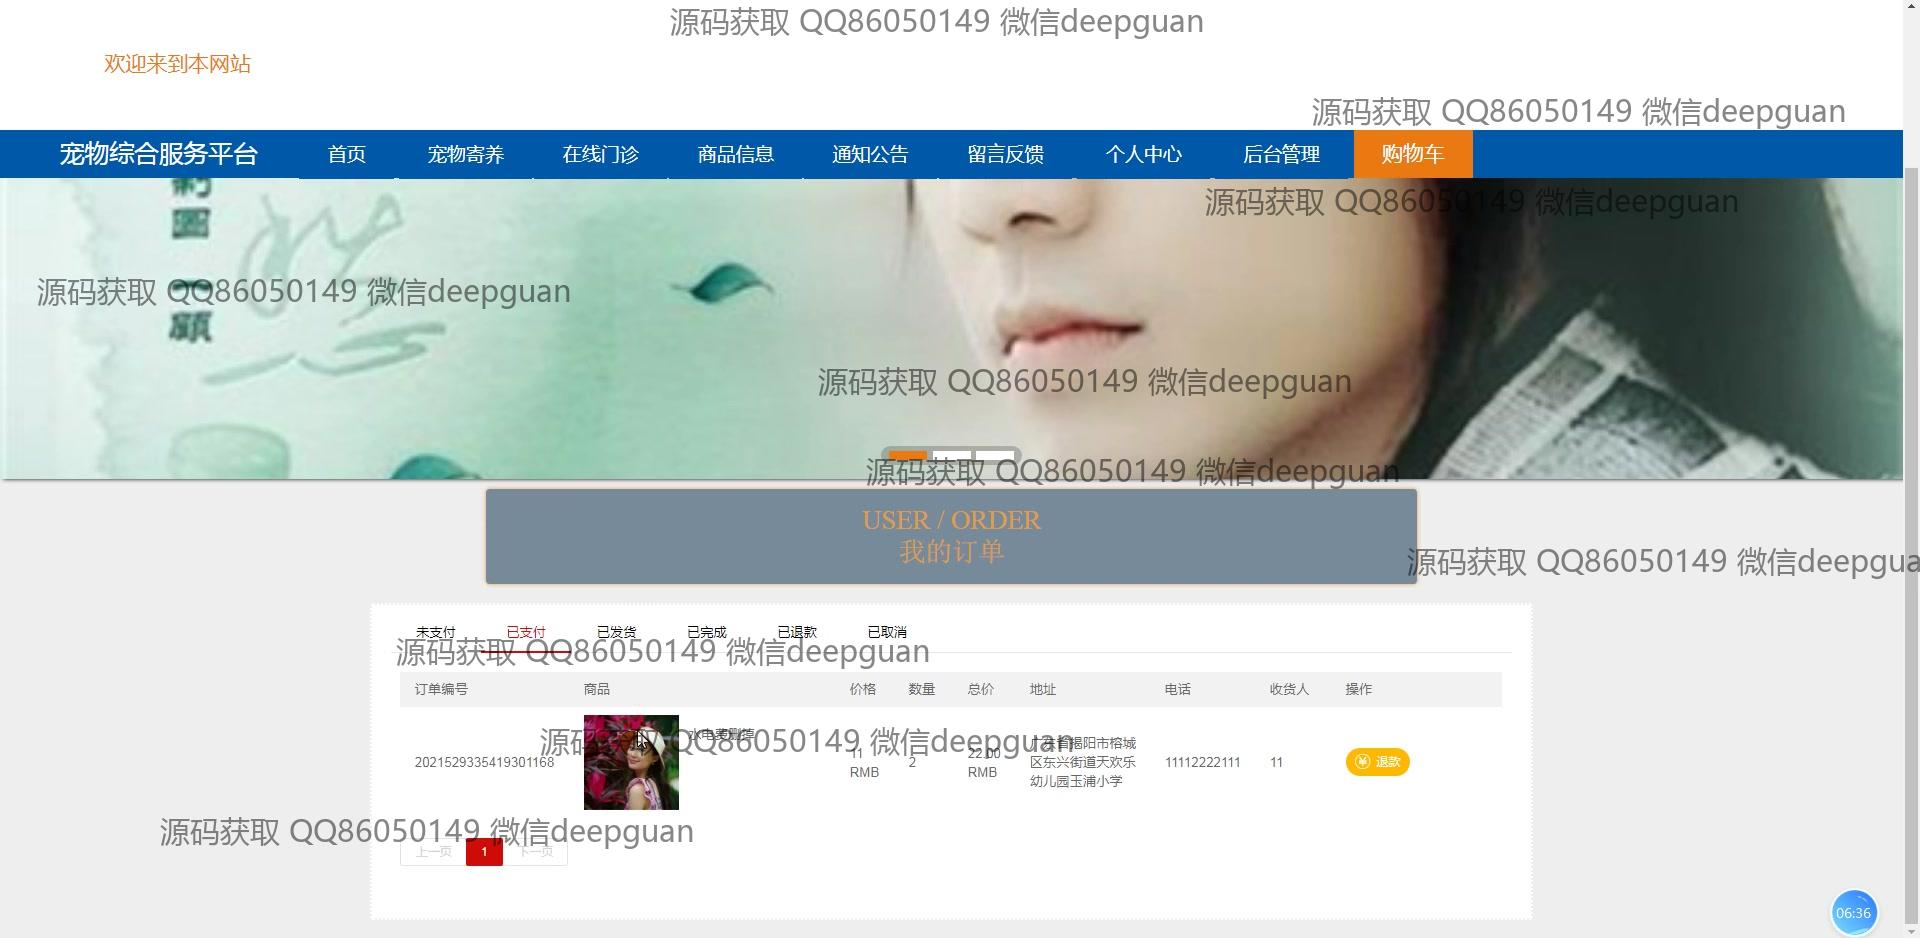 源码获取 QQ86050149 微信deepguan
欢迎来到本网站
源码获取 QQ86050149 微信deepguan
宠物综合服务平台 首页 宠物寄养 在线门诊 商品信息 通知公告 留言反馈 个人中心 后台管理 购物车
源码获取 QQ86050149 微信deepguan
源码获取 QQ86050149 微信deepguan
源码获取 QQ86050149 微信deepguan
源码获取 QQ86050149 微信deepguan
USER / ORDER
我的订单
源码获取 QQ86050149 微信deepgua
未支付 已支付 已发货 已完成 已退款 已取消
源码获取 QQ86050149 微信deepguan
订单编号 商品 价格 数量 总价 地址 电话 收货人 操作
源码获取 QQ86050149 微信deepguan
2021529335419301168
11
RMB
2
22.00
RMB
广东省揭阳市榕城
区东兴街道天欢乐
幼儿园玉浦小学
11112222111
11
退款
源码获取 QQ86050149 微信deepguan
上一页 1 下一页
06:36